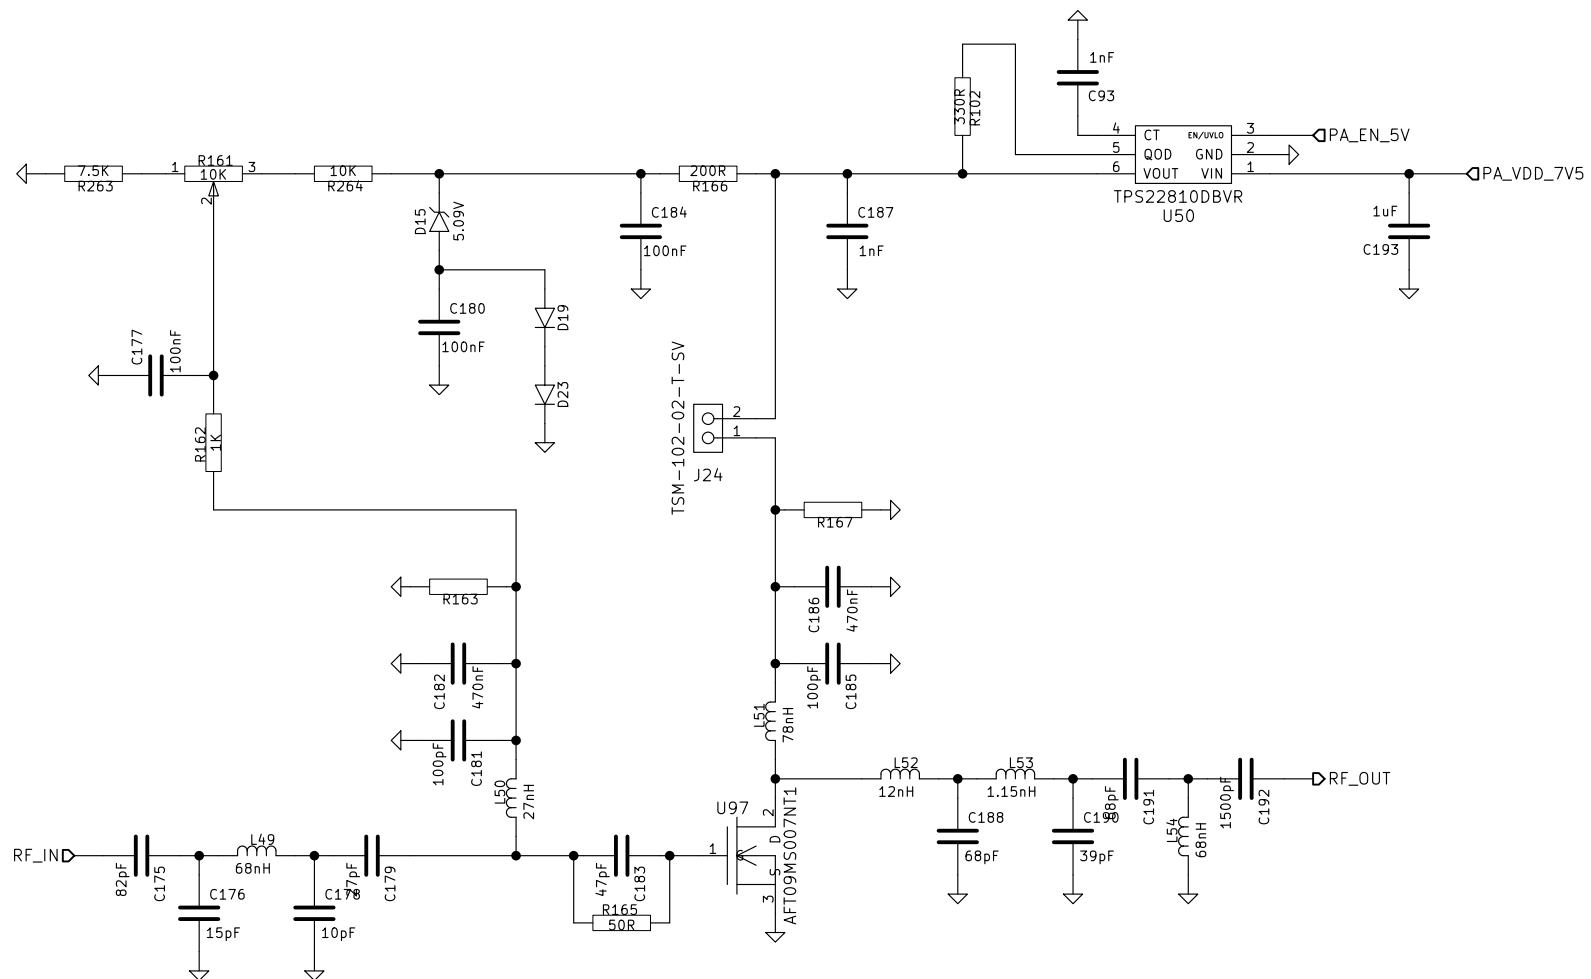 1nF
C93
330R
R102
4 CT EN/UVLO 3
PA_EN_5V
5 QOD GND 2
6 VOUT VIN 1
PA_VDD_7V5
TPS22810DBVR
U50
7.5K
R263
1 R161 3
10K
2
10K
R264
200R
R166
D15
5.09V
C184
100nF
C187
1nF
1uF
C193
C177
100nF
C180
100nF
D19
D23
R162
1K
TSM-102-02-T-SV
2
1
J24
R167
R163
C186
470nF
C182
470nF
100pF
C185
100pF
C181
L51
78nH
L50
27nH
L52
12nH
L53
1.15nH
C191
1500pF
C192
RF_OUT
U97
2
D
1
G
S
3
AFT09MS007NT1
C188
68pF
C190
39pF
L54
68nH
RF_IN
82pF
C175
L49
68nH
C179
47pF
C183
C176
15pF
C178
10pF
R165
50R